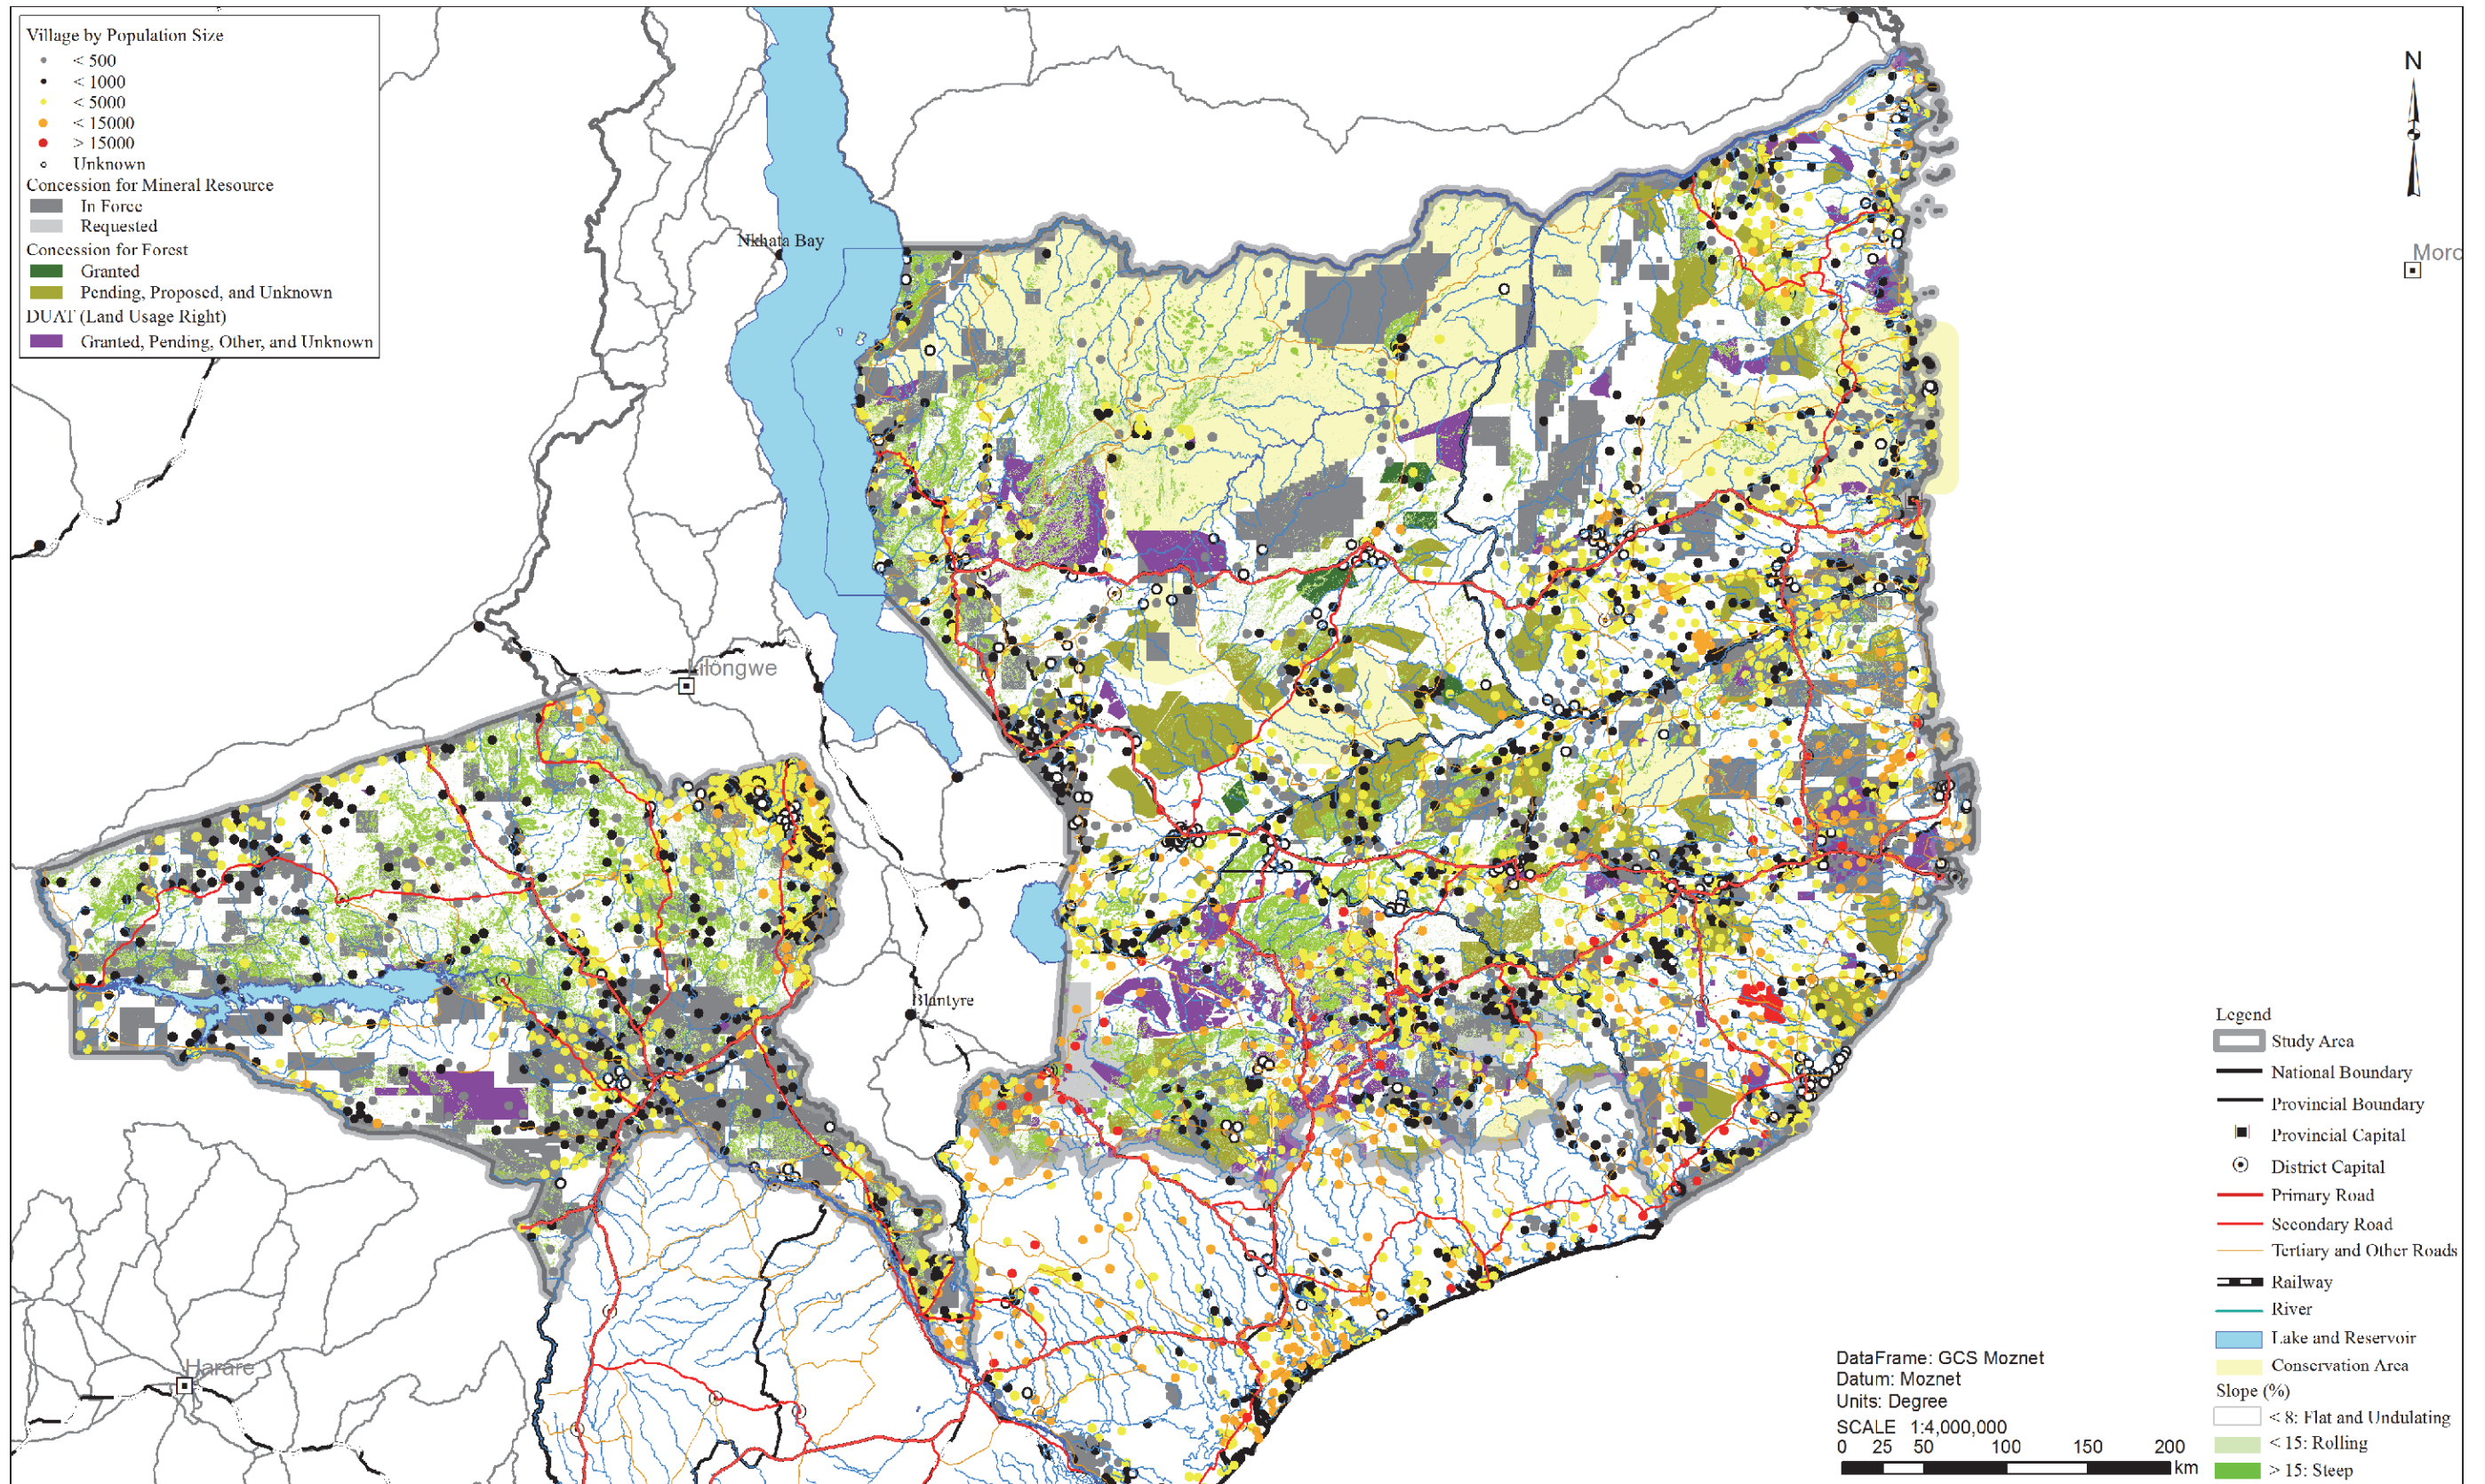 Village by Population Size
< 500
< 1000
< 5000
< 15000
> 15000
Unknown
Concession for Mineral Resource
In Force
Requested
Concession for Forest
Granted
Pending, Proposed, and Unknown
DUAT (Land Usage Right)
Granted, Pending, Other, and Unknown
N
Nkhata Bay
Moro
Lilongwe
Blantyre
Harare
Legend
Study Area
National Boundary
Provincial Boundary
Provincial Capital
District Capital
Primary Road
Secondary Road
Tertiary and Other Roads
Railway
River
Lake and Reservoir
Conservation Area
Slope (%)
< 8: Flat and Undulating
< 15: Rolling
> 15: Steep
DataFrame: GCS Moznet
Datum: Moznet
Units: Degree
SCALE 1:4,000,000
0 25 50 100 150 200
km